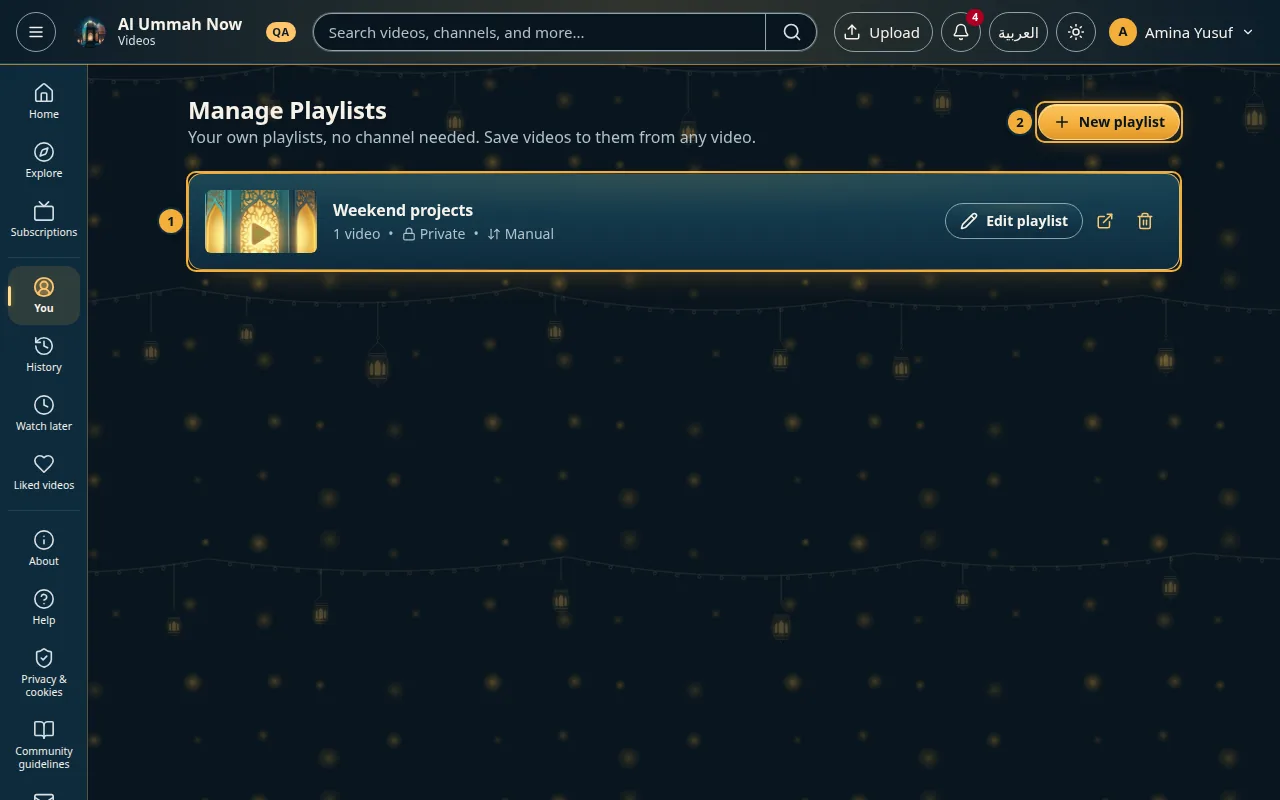 Al Ummah Now
Videos
QA
Search videos, channels, and more...
Upload
4
العربية
A
Amina Yusuf
Home
Explore
Subscriptions
You
History
Watch later
Liked videos
About
Help
Privacy &
cookies
Community
guidelines
Manage Playlists
Your own playlists, no channel needed. Save videos to them from any video.
2
New playlist
1
Weekend projects
1 video • Private • Manual
Edit playlist